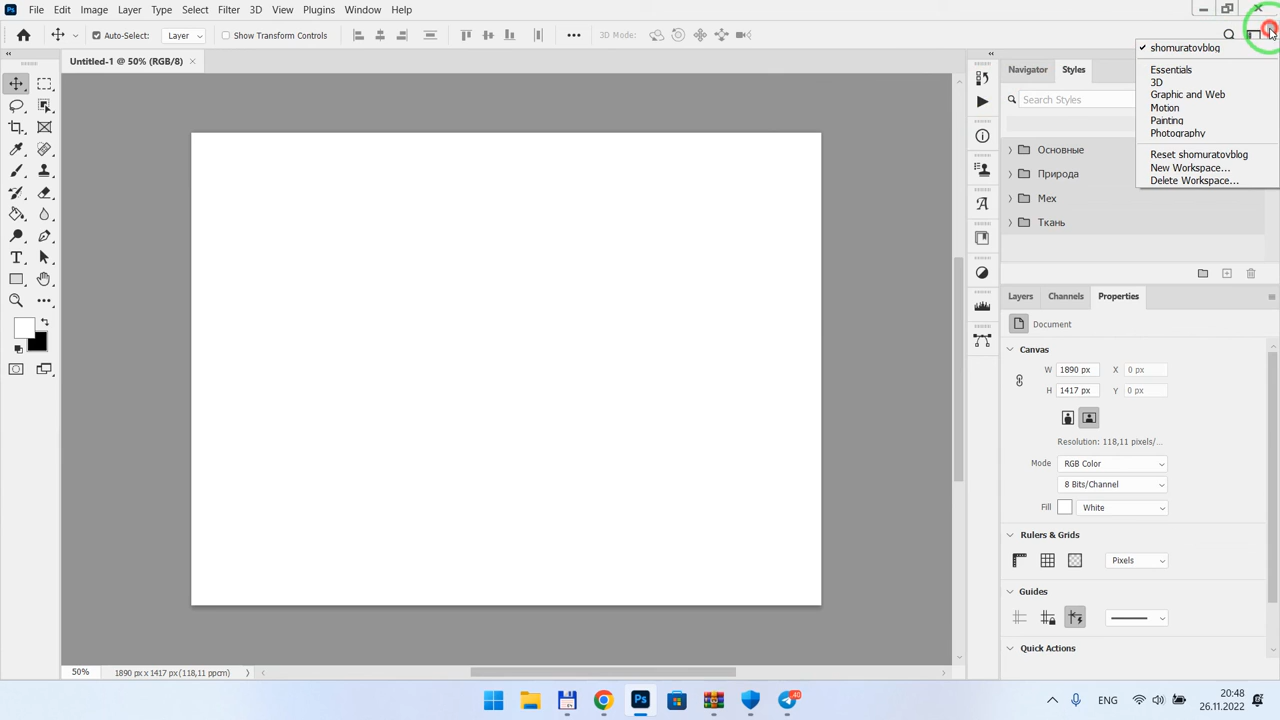 File Edit Image Layer Type Select Filter 3D View Plugins Window Help
Auto-Select: Layer Show Transform Controls 3D Mode:
Untitled-1 @ 50% (RGB/8)
shomuratovblog
Essentials
3D
Graphic and Web
Motion
Painting
Photography
Reset shomuratovblog
New Workspace...
Delete Workspace...
Navigator Styles
Search Styles
Основные
Природа
Мех
Ткань
Layers Channels Properties
Document
Canvas
W 1890 px X 0 px
H 1417 px Y 0 px
Resolution: 118,11 pixels/...
Mode RGB Color
8 Bits/Channel
Fill White
Rulers & Grids
Pixels
Guides
Quick Actions
50% 1890 px x 1417 px (118,11 ppcm)
Ps 40 ENG 20:48
26.11.2022